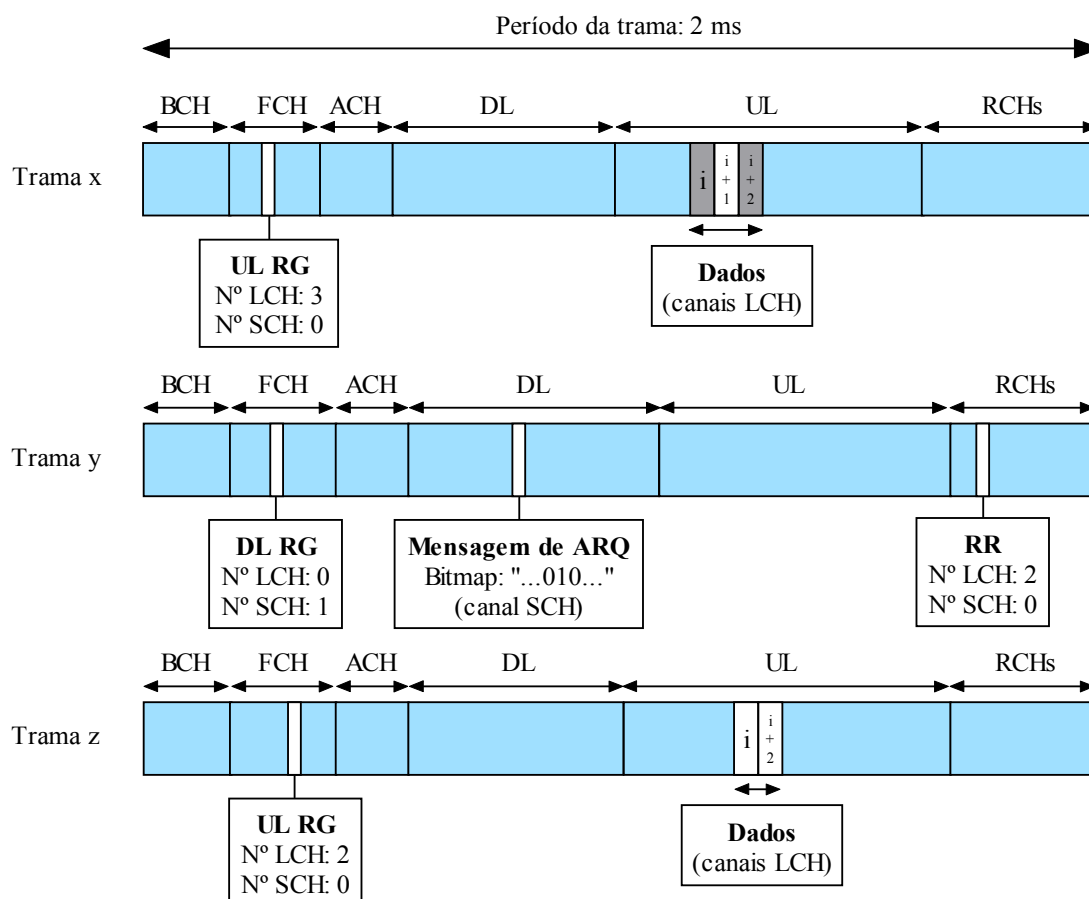 Período da trama: 2 ms
BCH FCH ACH DL UL RCHs
Trama x
i
i + 1
i + 2
UL RG
Nº LCH: 3
Nº SCH: 0
Dados
(canais LCH)
BCH FCH ACH DL UL RCHs
Trama y
DL RG
Nº LCH: 0
Nº SCH: 1
Mensagem de ARQ
Bitmap: "...010..."
(canal SCH)
RR
Nº LCH: 2
Nº SCH: 0
BCH FCH ACH DL UL RCHs
Trama z
i
i + 2
UL RG
Nº LCH: 2
Nº SCH: 0
Dados
(canais LCH)